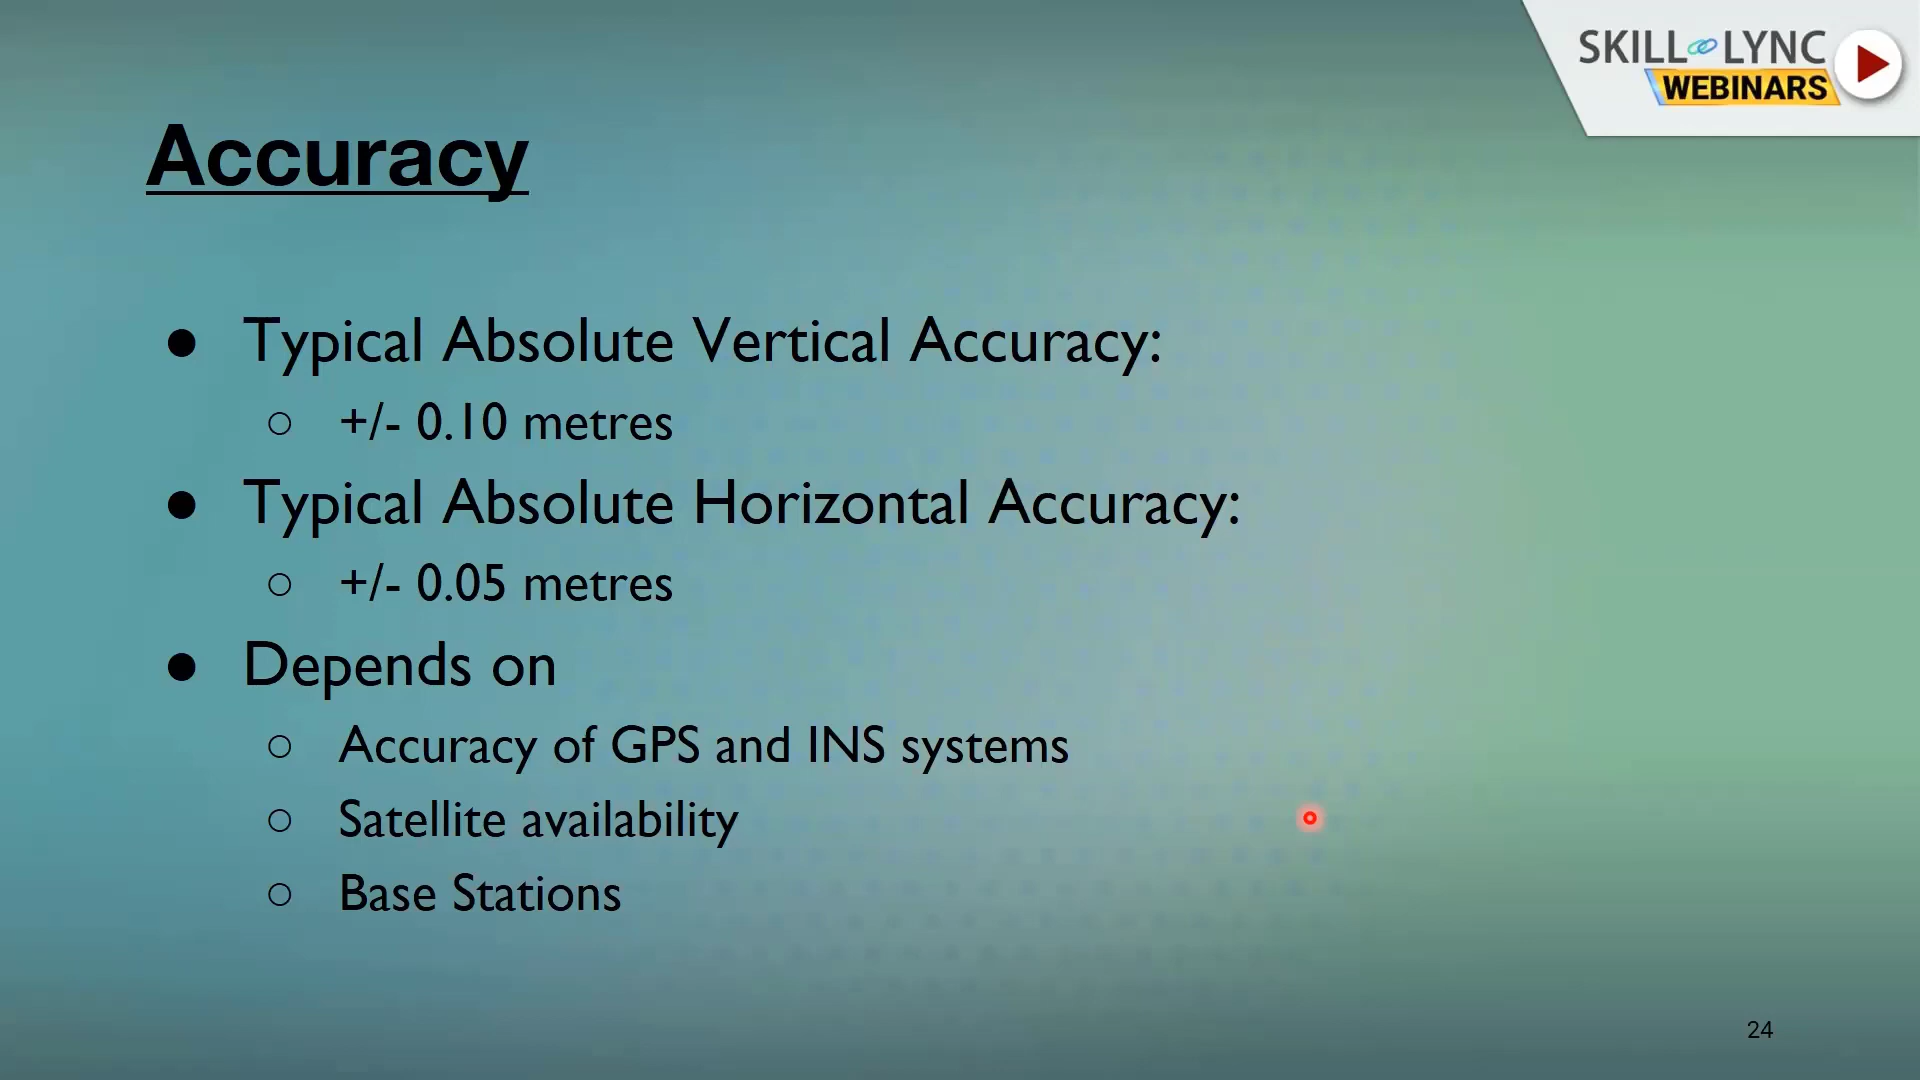 SKILL LYNC
WEBINARS
Accuracy
● Typical Absolute Vertical Accuracy:
○ +/- 0.10 metres
● Typical Absolute Horizontal Accuracy:
○ +/- 0.05 metres
● Depends on
○ Accuracy of GPS and INS systems
○ Satellite availability
○ Base Stations
24